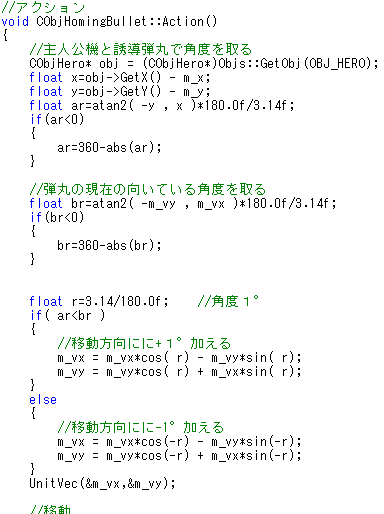 //アクション
void CObjHomingBullet::Action()
{
//主人公機と誘導弾丸で角度を取る
CObjHero* obj = (CObjHero*)Objs::GetObj(OBJ_HERO);
float x=obj->GetX() - m_x;
float y=obj->GetY() - m_y;
float ar=atan2( -y , x )*180.0f/3.14f;
if(ar<0)
{
ar=360-abs(ar);
}
//弾丸の現在の向いている角度を取る
float br=atan2( -m_vy , m_vx )*180.0f/3.14f;
if(br<0)
{
br=360-abs(br);
}
float r=3.14/180.0f; //角度１°
if( ar<br )
{
//移動方向にに+１°加える
m_vx = m_vx*cos( r) - m_vy*sin( r);
m_vy = m_vy*cos( r) + m_vx*sin( r);
}
else
{
//移動方向にに-1°加える
m_vx = m_vx*cos(-r) - m_vy*sin(-r);
m_vy = m_vy*cos(-r) + m_vx*sin(-r);
}
UnitVec(&m_vx,&m_vy);
//移動